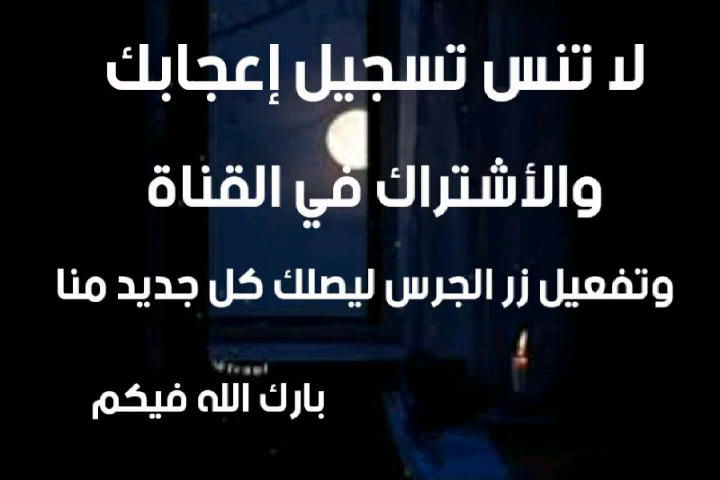 لا تنس تسجيل إعجابك
والأشتراك في القناة
وتفعيل زر الجرس ليصلك كل جديد منا
بارك الله فيكم